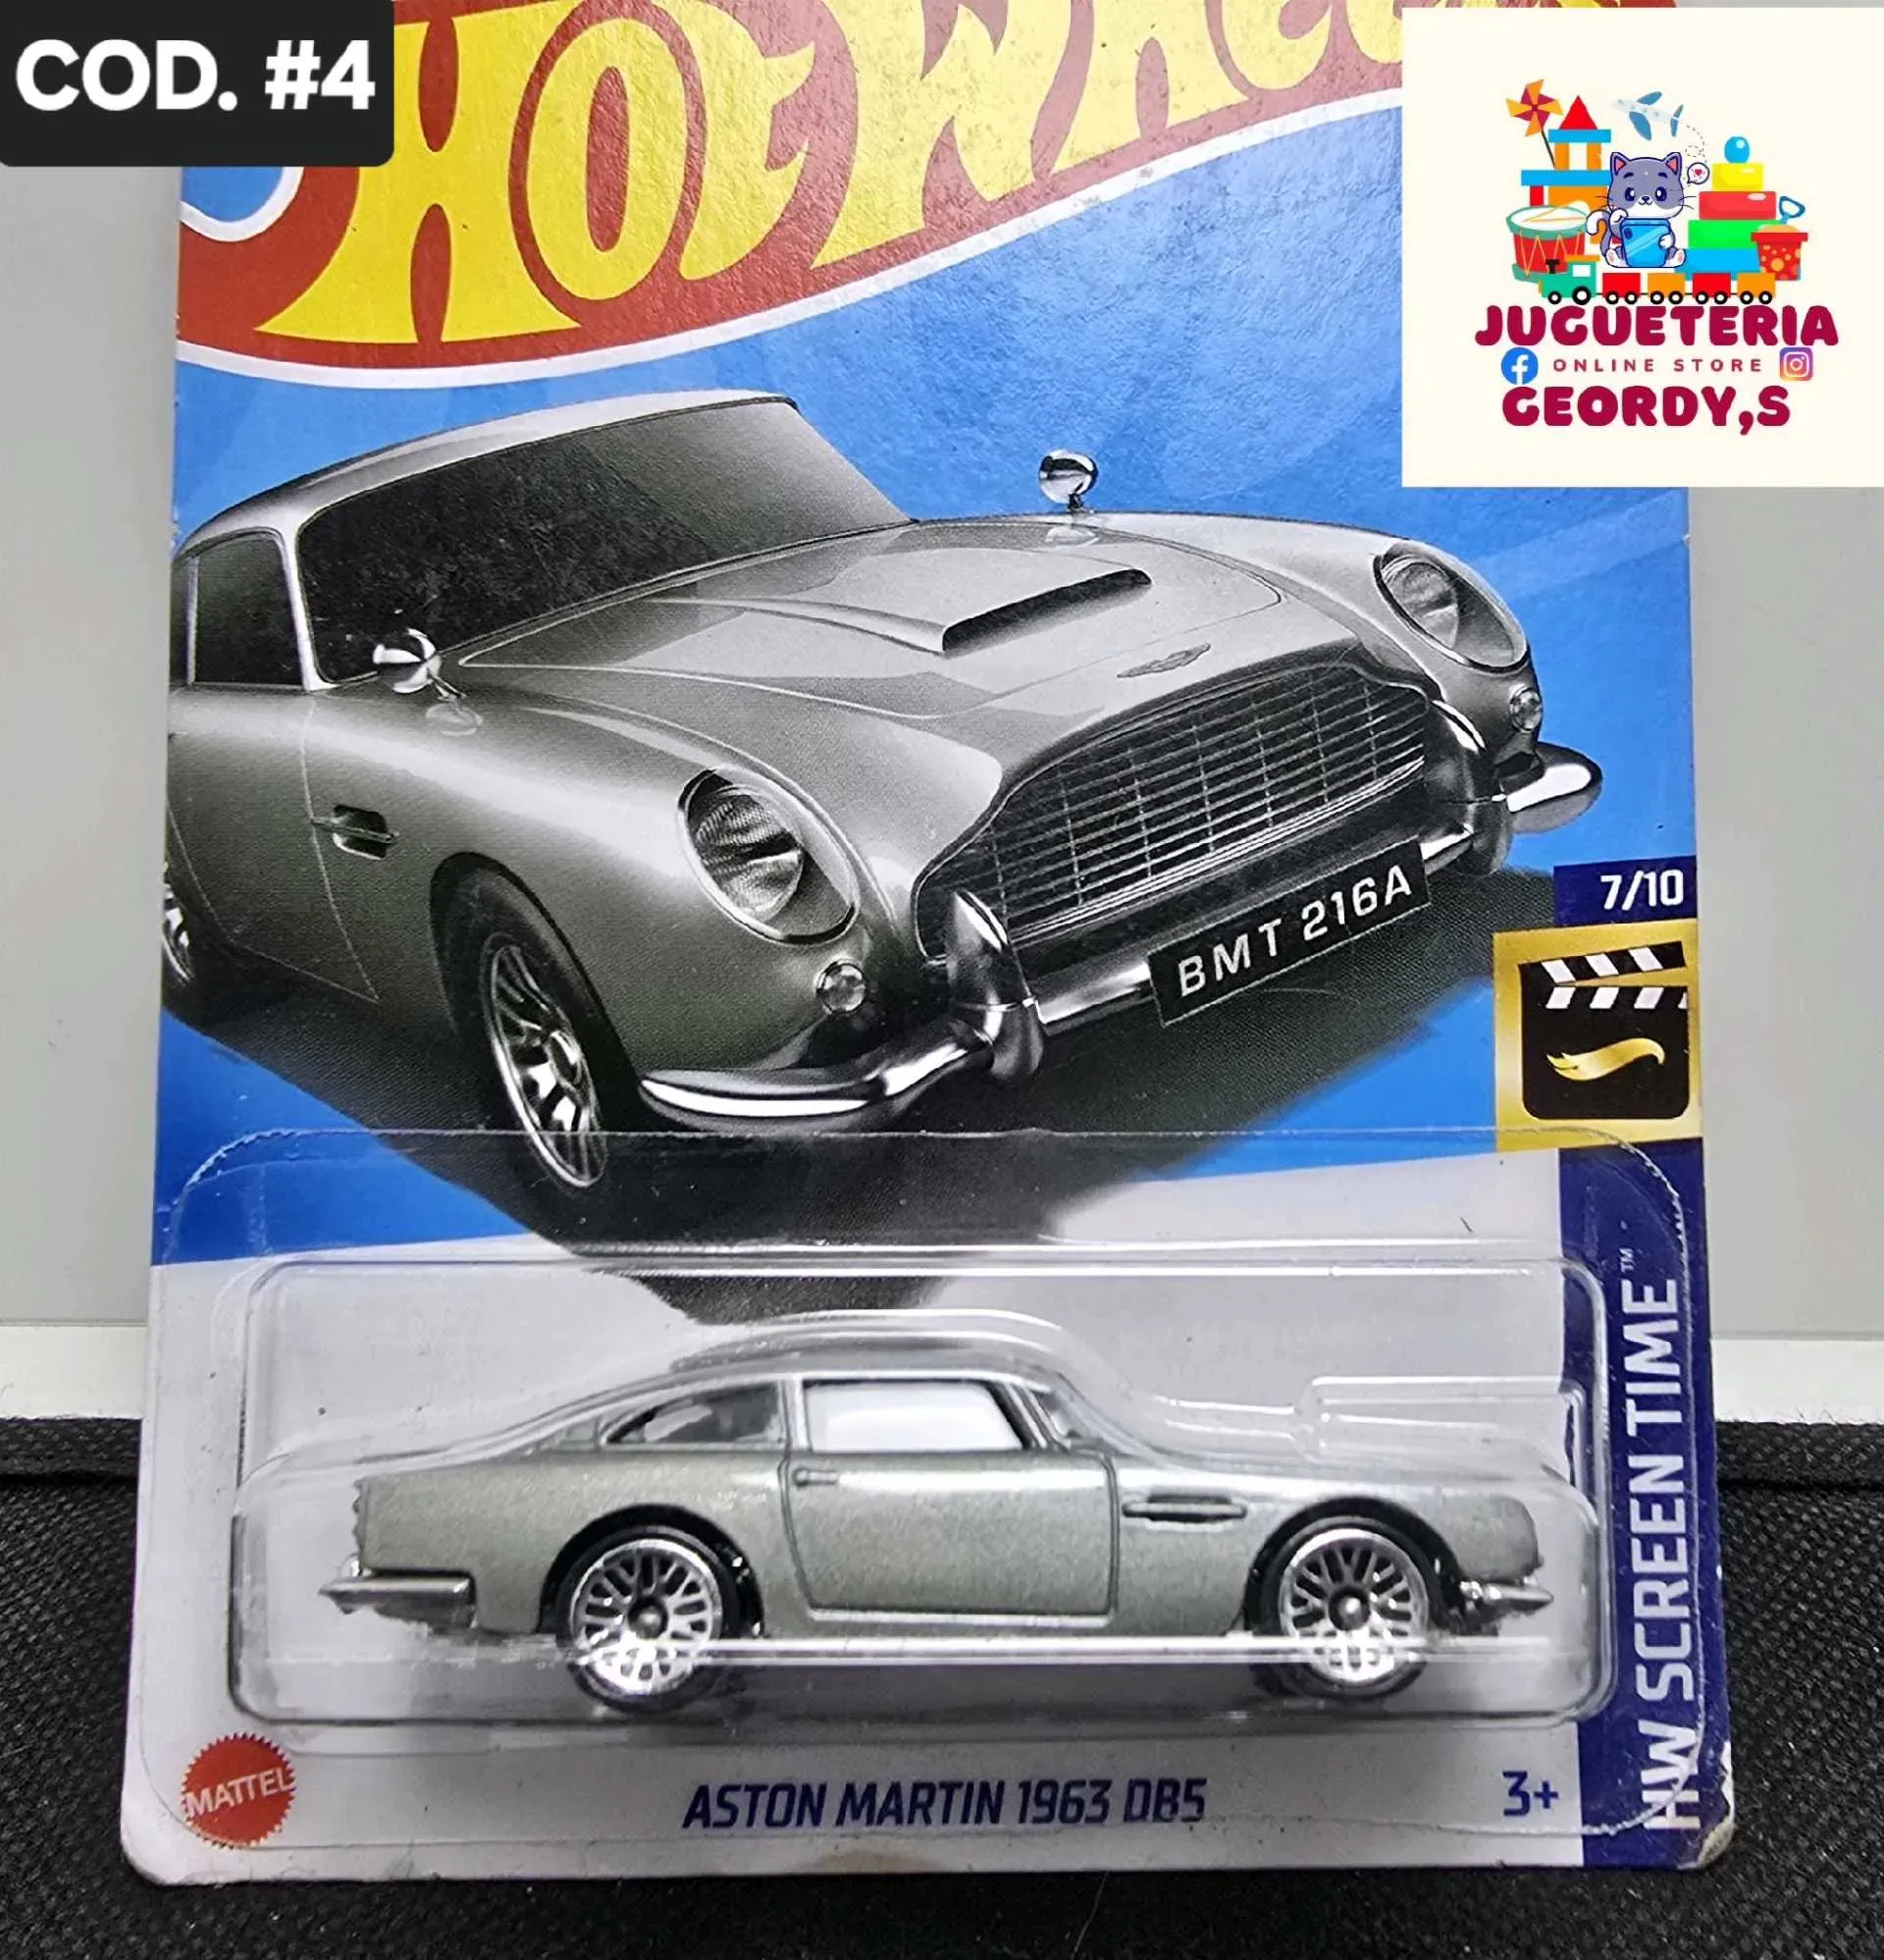 COD. #4
HOT WHEELS
JUGUETERIA
ONLINE STORE
GEORDY,S
BMT 216A
7/10
HW SCREEN TIME™
MATTEL
ASTON MARTIN 1963 DB5
3+